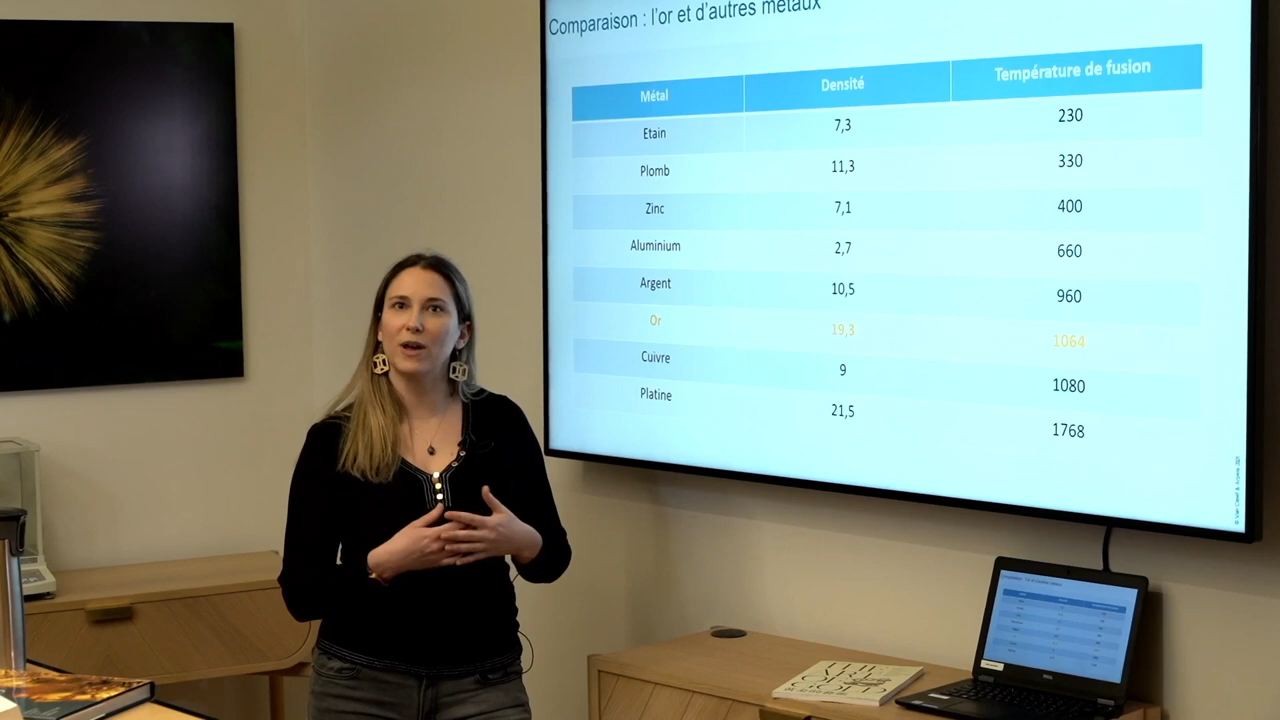 Comparaison : l'or et d'autres métaux
Métal Densité Température de fusion
Etain 7,3 230
Plomb 11,3 330
Zinc 7,1 400
Aluminium 2,7 660
Argent 10,5 960
Or 19,3 1064
Cuivre 9 1080
Platine 21,5 1768